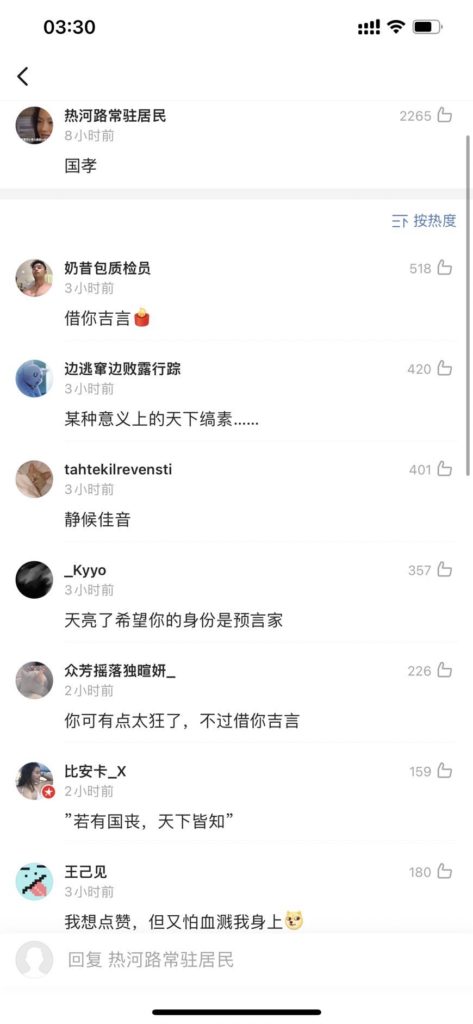 03:30
热河路常驻居民
2265
8小时前
国孝
按热度
奶昔包质检员
518
3小时前
借你吉言
边逃窜边败露行踪
420
3小时前
某种意义上的天下缟素……
tahtekilrevensti
401
3小时前
静候佳音
_Kyyo
357
3小时前
天亮了希望你的身份是预言家
众芳摇落独暄妍_
226
2小时前
你可有点太狂了，不过借你吉言
比安卡_X
159
2小时前
”若有国丧，天下皆知”
王己见
180
3小时前
我想点赞，但又怕血溅我身上
回复 热河路常驻居民